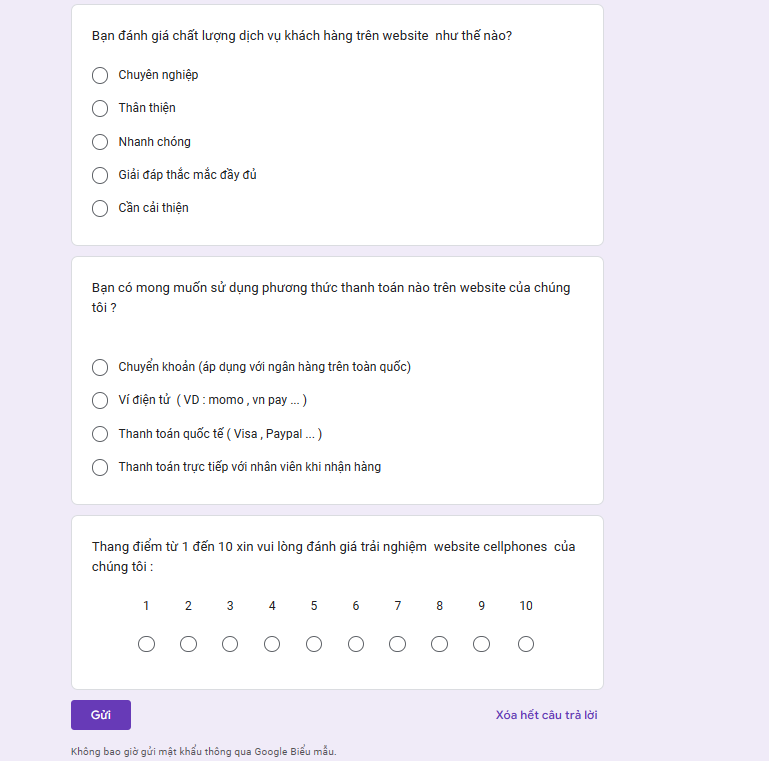 Bạn đánh giá chất lượng dịch vụ khách hàng trên website như thế nào?
Chuyên nghiệp
Thân thiện
Nhanh chóng
Giải đáp thắc mắc đầy đủ
Cần cải thiện
Bạn có mong muốn sử dụng phương thức thanh toán nào trên website của chúng
tôi ?
Chuyển khoản (áp dụng với ngân hàng trên toàn quốc)
Ví điện tử ( VD : momo , vn pay ... )
Thanh toán quốc tế ( Visa , Paypal ... )
Thanh toán trực tiếp với nhân viên khi nhận hàng
Thang điểm từ 1 đến 10 xin vui lòng đánh giá trải nghiệm website cellphones của
chúng tôi :
1 2 3 4 5 6 7 8 9 10
Gửi Xóa hết câu trả lời
Không bao giờ gửi mật khẩu thông qua Google Biểu mẫu.